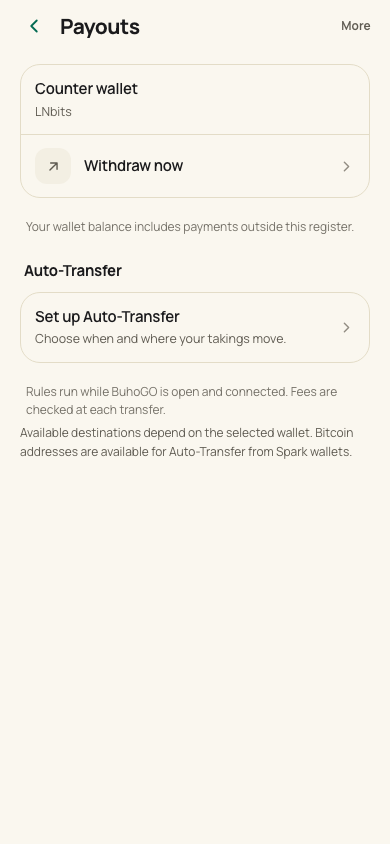 Payouts
More
Counter wallet
LNbits
Withdraw now
Your wallet balance includes payments outside this register.
Auto-Transfer
Set up Auto-Transfer
Choose when and where your takings move.
Rules run while BuhoGO is open and connected. Fees are
checked at each transfer.
Available destinations depend on the selected wallet. Bitcoin
addresses are available for Auto-Transfer from Spark wallets.